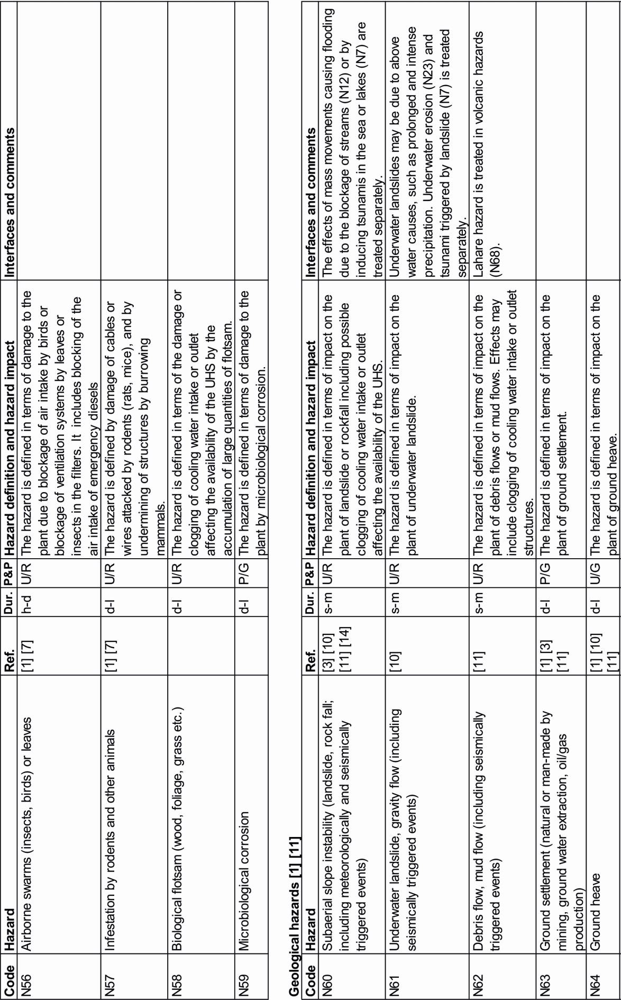 Code Hazard Ref. Dur. P&P Hazard definition and hazard impact Interfaces and comments
N56 Airborne swarms (insects, birds) or leaves [1] [7] h-d U/R The hazard is defined in terms of damage to the
plant due to blockage of air intake by birds or
blockage of ventilation systems by leaves or
insects in the filters. It includes blocking of the
air intake of emergency diesels
N57 Infestation by rodents and other animals [1] [7] d-l U/R The hazard is defined by damage of cables or
wires attacked by rodents (rats, mice), and by
undermining of structures by burrowing
mammals.
N58 Biological flotsam (wood, foliage, grass etc.) d-l U/R The hazard is defined in terms of the damage or
clogging of cooling water intake or outlet
affecting the availability of the UHS by the
accumulation of large quantities of flotsam.
N59 Microbiological corrosion d-l P/G The hazard is defined in terms of damage to the
plant by microbiological corrosion.
Geological hazards [1] [11]
Code Hazard Ref. Dur. P&P Hazard definition and hazard impact Interfaces and comments
N60 Subaerial slope instability (landslide, rock fall; [3] [10] s-m U/R The hazard is defined in terms of impact on the The effects of mass movements causing flooding
including meteorologically and seismically [11] [14] plant of landslide or rockfall including possible due to the blockage of streams (N12) or by
triggered events) clogging of cooling water intake or outlet inducing tsunamis in the sea or lakes (N7) are
affecting the availability of the UHS. treated separately.
N61 Underwater landslide, gravity flow (including [10] s-m U/R The hazard is defined in terms of impact on the Underwater landslides may be due to above
seismically triggered events) plant of underwater landslide. water causes, such as prolonged and intense
precipitation. Underwater erosion (N23) and
tsunami triggered by landslide (N7) is treated
separately.
N62 Debris flow, mud flow (including seismically [11] s-m U/R The hazard is defined in terms of impact on the Lahare hazard is treated in volcanic hazards
triggered events) plant of debris flows or mud flows. Effects may (N68).
include clogging of cooling water intake or outlet
structures.
N63 Ground settlement (natural or man-made by [1] [3] d-l P/G The hazard is defined in terms of impact on the
mining, ground water extraction, oil/gas [11] plant of ground settlement.
production)
N64 Ground heave [1] [10] d-l U/G The hazard is defined in terms of impact on the
[11] plant of ground heave.